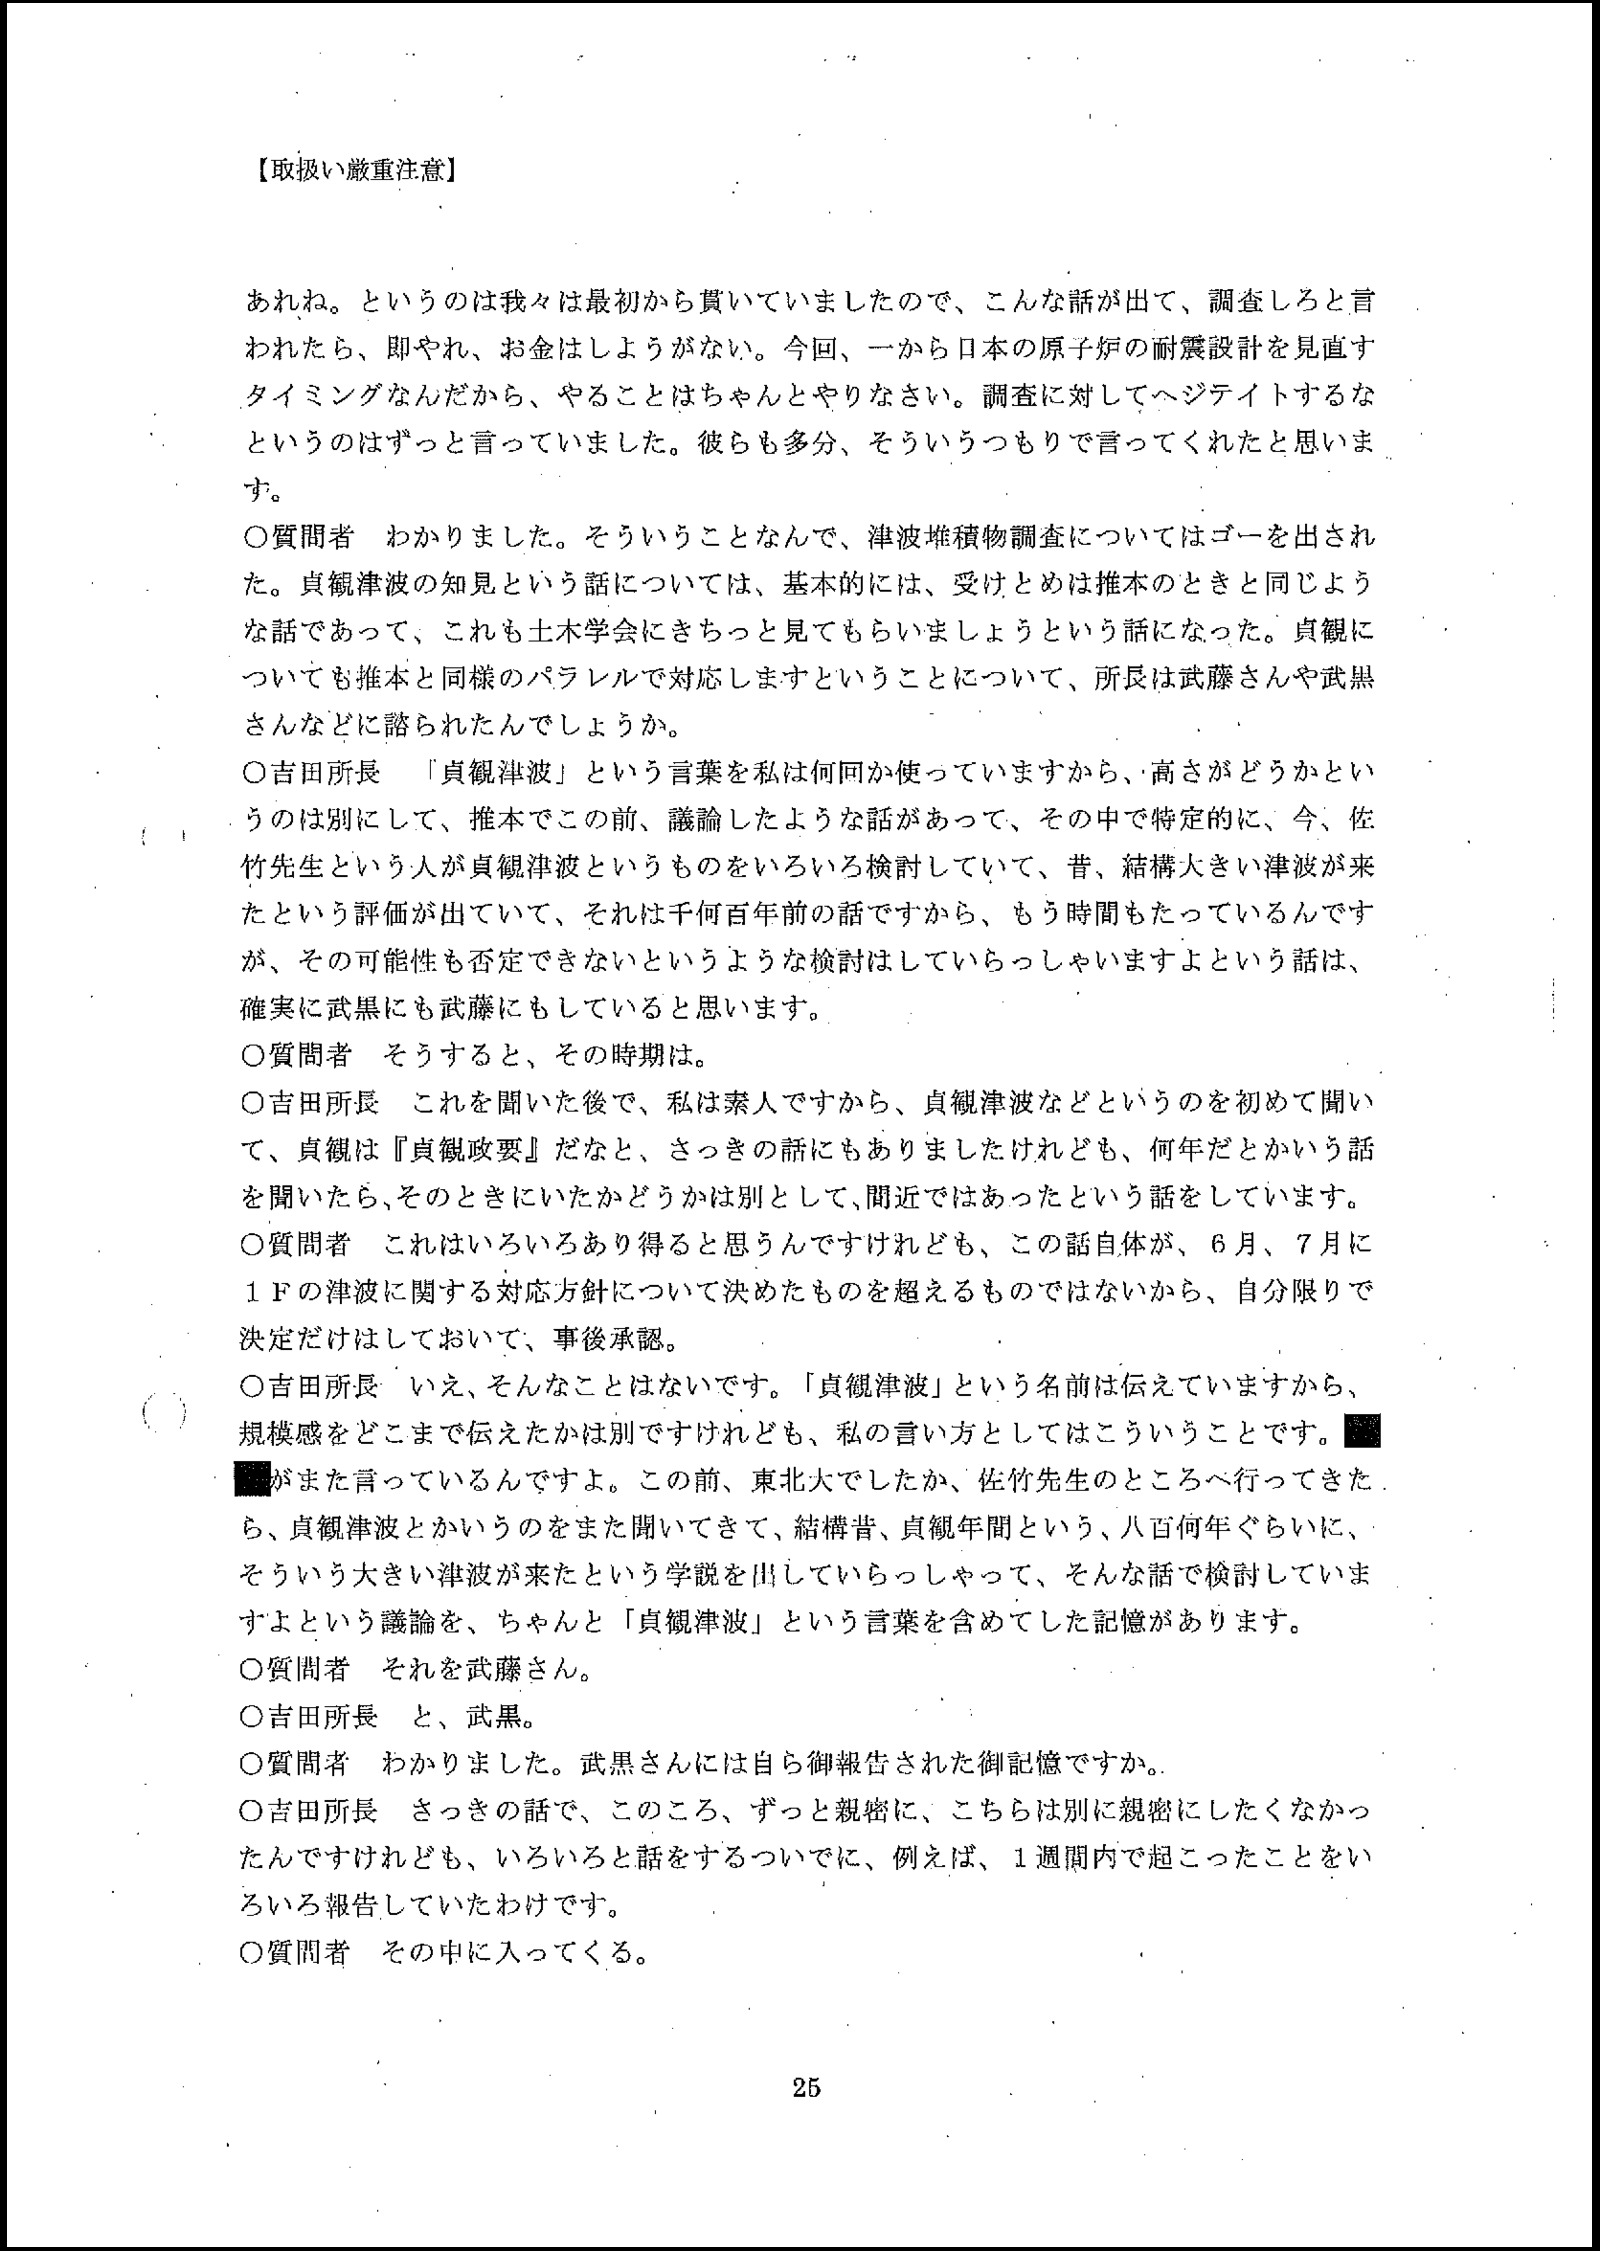 【取扱い厳重注意】
あれね。というのは我々は最初から貫いていましたので、こんな話が出て、調査しろと言
われたら、即やれ、お金はしようがない。今回、一から日本の原子炉の耐震設計を見直す
タイミングなんだから、やることはちゃんとやりなさい。調査に対してヘジテイトするな
というのはずっと言っていました。彼らも多分、そういうつもりで言ってくれたと思いま
す。
○質問者　わかりました。そういうことなんで、津波堆積物調査についてはゴーを出され
た。貞観津波の知見という話については、基本的には、受けとめは推本のときと同じよう
な話であって、これも土木学会にきちっと見てもらいましょうという話になった。貞観に
ついても推本と同様のパラレルで対応しますということについて、所長は武藤さんや武黒
さんなどに諮られたんでしょうか。
○吉田所長　「貞観津波」という言葉を私は何回か使っていますから、高さがどうかとい
うのは別にして、推本でこの前、議論したような話があって、その中で特定的に、今、佐
竹先生という人が貞観津波というものをいろいろ検討していて、昔、結構大きい津波が来
たという評価が出ていて、それは千何百年前の話ですから、もう時間もたっているんです
が、その可能性も否定できないというような検討はしていらっしゃいますよという話は、
確実に武黒にも武藤にもしていると思います。
○質問者　そうすると、その時期は。
○吉田所長　これを聞いた後で、私は素人ですから、貞観津波などというのを初めて聞い
て、貞観は『貞観政要』だなと、さっきの話にもありましたけれども、何年だとかいう話
を聞いたら、そのときにいたかどうかは別として、間近ではあったという話をしています。
○質問者　これはいろいろあり得ると思うんですけれども、この話自体が、６月、７月に
１Ｆの津波に関する対応方針について決めたものを超えるものではないから、自分限りで
決定だけはしておいて、事後承認。
○吉田所長　いえ、そんなことはないです。「貞観津波」という名前は伝えていますから、
規模感をどこまで伝えたかは別ですけれども、私の言い方としてはこういうことです。
がまた言っているんですよ。この前、東北大でしたか、佐竹先生のところへ行ってきた
ら、貞観津波とかいうのをまた聞いてきて、結構昔、貞観年間という、八百何年ぐらいに、
そういう大きい津波が来たという学説を出していらっしゃって、そんな話で検討していま
すよという議論を、ちゃんと「貞観津波」という言葉を含めてした記憶があります。
○質問者　それを武藤さん。
○吉田所長　と、武黒。
○質問者　わかりました。武黒さんには自ら御報告された御記憶ですか。
○吉田所長　さっきの話で、このころ、ずっと親密に、こちらは別に親密にしたくなかっ
たんですけれども、いろいろと話をするついでに、例えば、１週間内で起こったことをい
ろいろ報告していたわけです。
○質問者　その中に入ってくる。
25